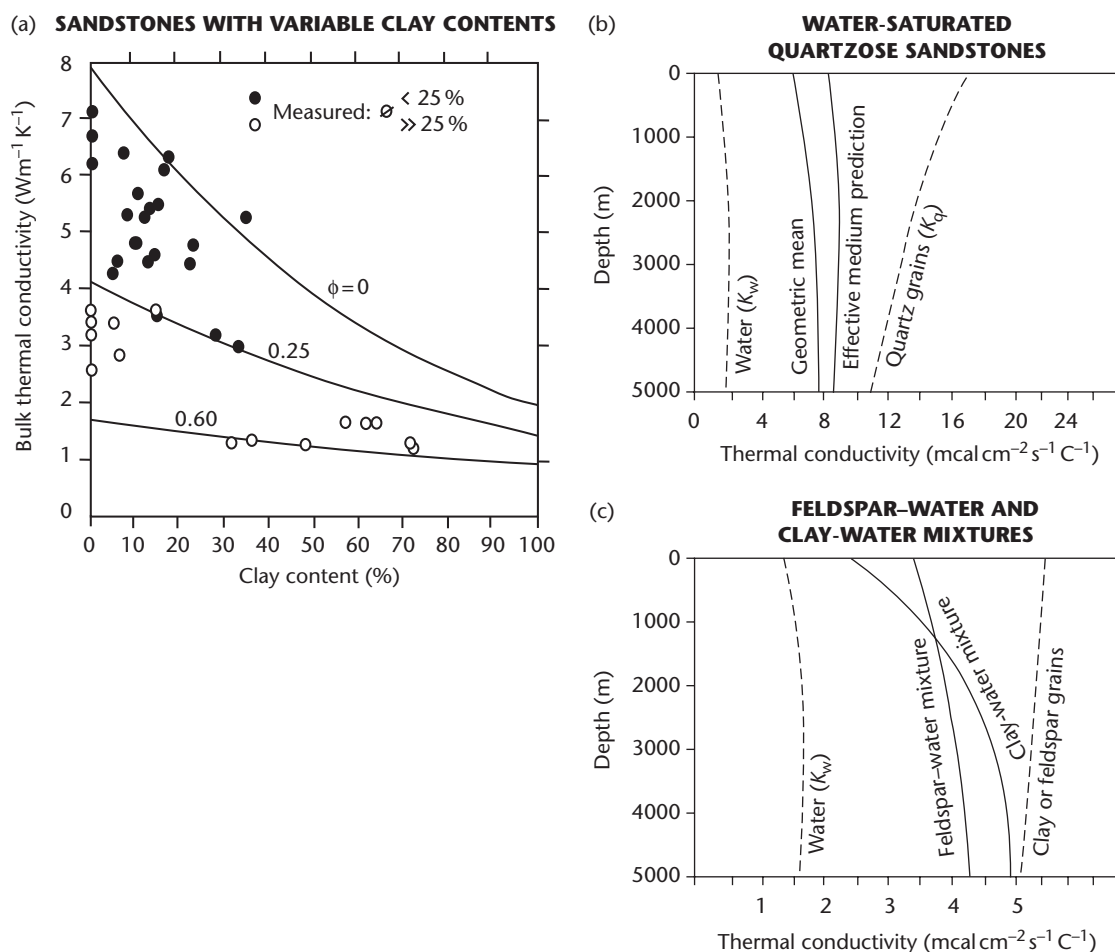 (a) SANDSTONES WITH VARIABLE CLAY CONTENTS
8
7
6
5
4
3
2
1
0
Bulk thermal conductivity (Wm⁻¹ K⁻¹)
Measured: ø < 25 %
≫ 25 %
ϕ = 0
0.25
0.60
0 10 20 30 40 50 60 70 80 90 100
Clay content (%)
(b) WATER-SATURATED
QUARTZOSE SANDSTONES
0
1000
2000
3000
4000
5000
Depth (m)
Water (Kw)
Geometric mean
Effective medium prediction
Quartz grains (Kq)
0 4 8 12 16 20 24
Thermal conductivity (mcal cm⁻² s⁻¹ C⁻¹)
(c) FELDSPAR–WATER AND
CLAY-WATER MIXTURES
0
1000
2000
3000
4000
5000
Depth (m)
Water (Kw)
Feldspar–water mixture
Clay-water mixture
Clay or feldspar grains
1 2 3 4 5
Thermal conductivity (mcal cm⁻² s⁻¹ C⁻¹)